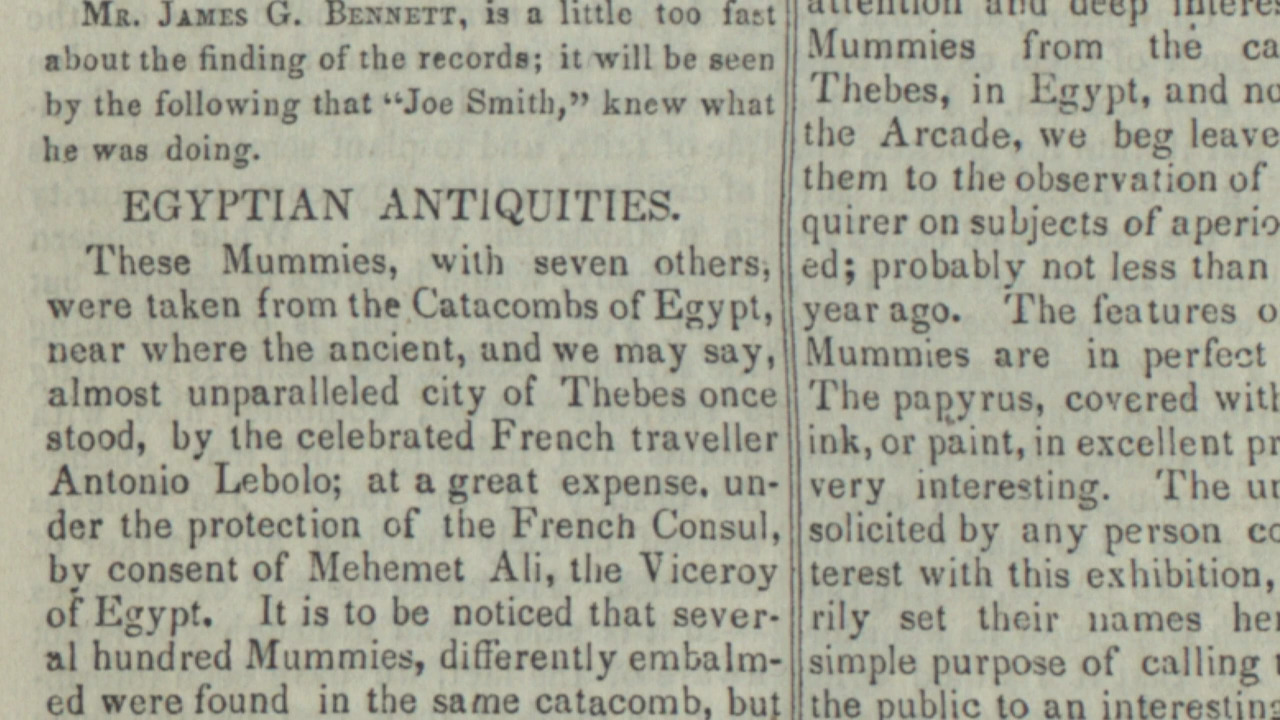 MR. JAMES G. BENNETT, is a little too fast
about the finding of the records; it will be seen
by the following that "Joe Smith," knew what
he was doing.
EGYPTIAN ANTIQUITIES.
These Mummies, with seven others,
were taken from the Catacombs of Egypt,
near where the ancient, and we may say,
almost unparalleled city of Thebes once
stood, by the celebrated French traveller
Antonio Lebolo; at a great expense. un-
der the protection of the French Consul,
by consent of Mehemet Ali, the Viceroy
of Egypt. It is to be noticed that sever-
al hundred Mummies, differently embalm-
ed were found in the same catacomb, but
attention and deep interes
Mummies from the ca
Thebes, in Egypt, and no
the Arcade, we beg leave
them to the observation of
quirer on subjects of aperio
ed; probably not less than
year ago. The features o
Mummies are in perfect
The papyrus, covered with
ink, or paint, in excellent pr
very interesting. The un
solicited by any person co
terest with this exhibition,
rily set their names her
simple purpose of calling t
the public to an interesting